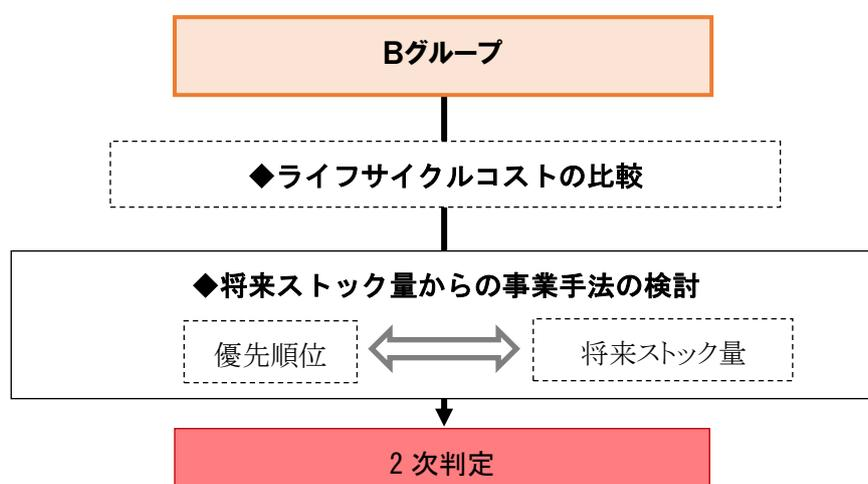 Bグループ
◆ライフサイクルコストの比較
◆将来ストック量からの事業手法の検討
優先順位
将来ストック量
2 次判定